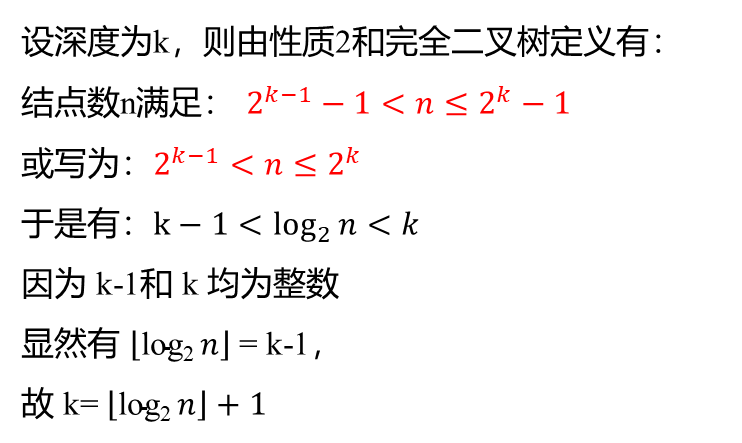 设深度为k，则由性质2和完全二叉树定义有：
结点数n满足： 2^{k−1} − 1 < n ≤ 2^k − 1
或写为：2^{k−1} < n ≤ 2^k
于是有：k − 1 < log₂ n < k
因为 k-1和 k 均为整数
显然有 ⌊log₂ n⌋ = k-1，
故 k= ⌊log₂ n⌋ + 1